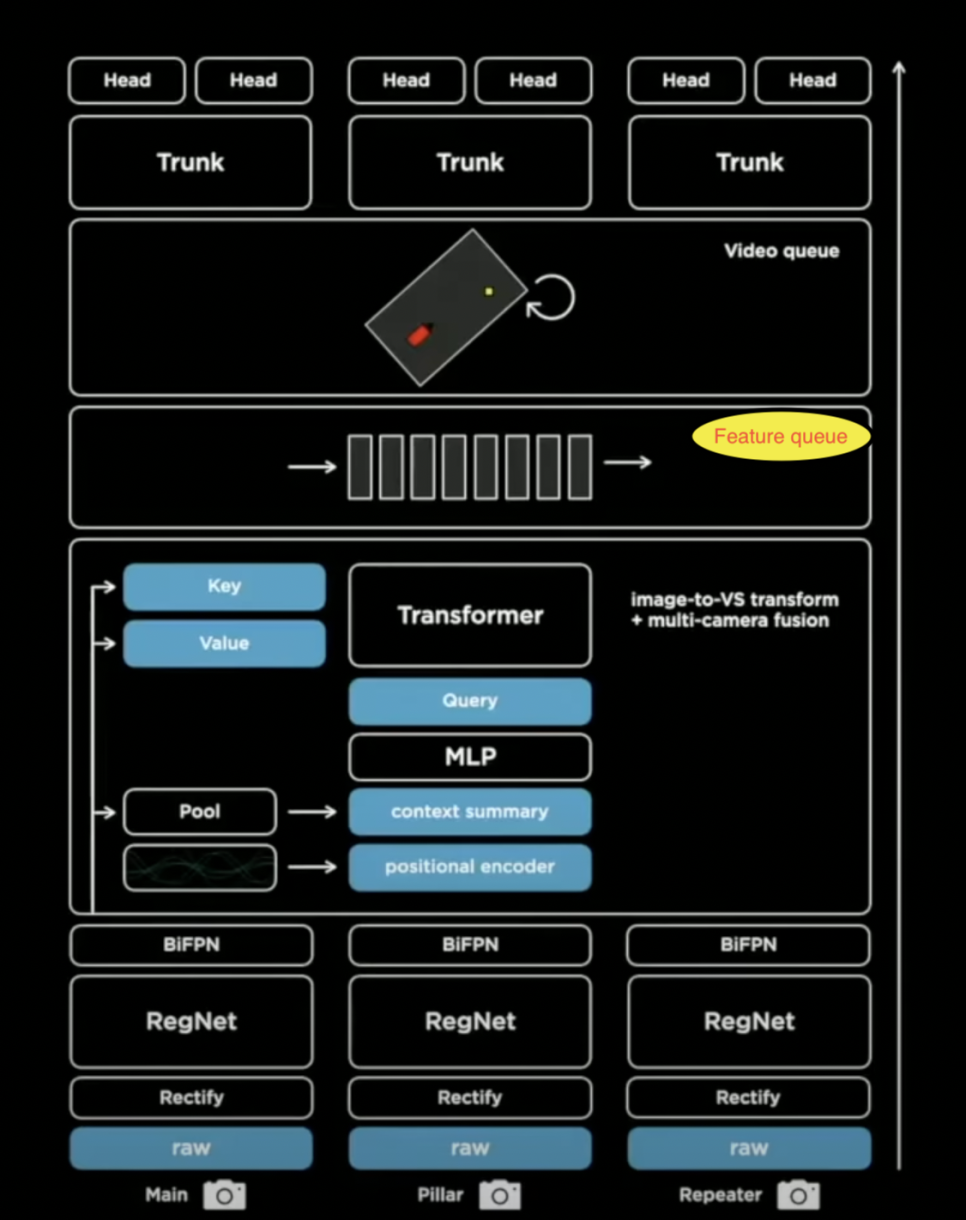 Head Head Head Head Head Head
Trunk Trunk Trunk
Video queue
Feature queue
Key
Value
Transformer
image-to-VS transform
+ multi-camera fusion
Query
MLP
Pool
context summary
positional encoder
BiFPN BiFPN BiFPN
RegNet RegNet RegNet
Rectify Rectify Rectify
raw raw raw
Main Pillar Repeater